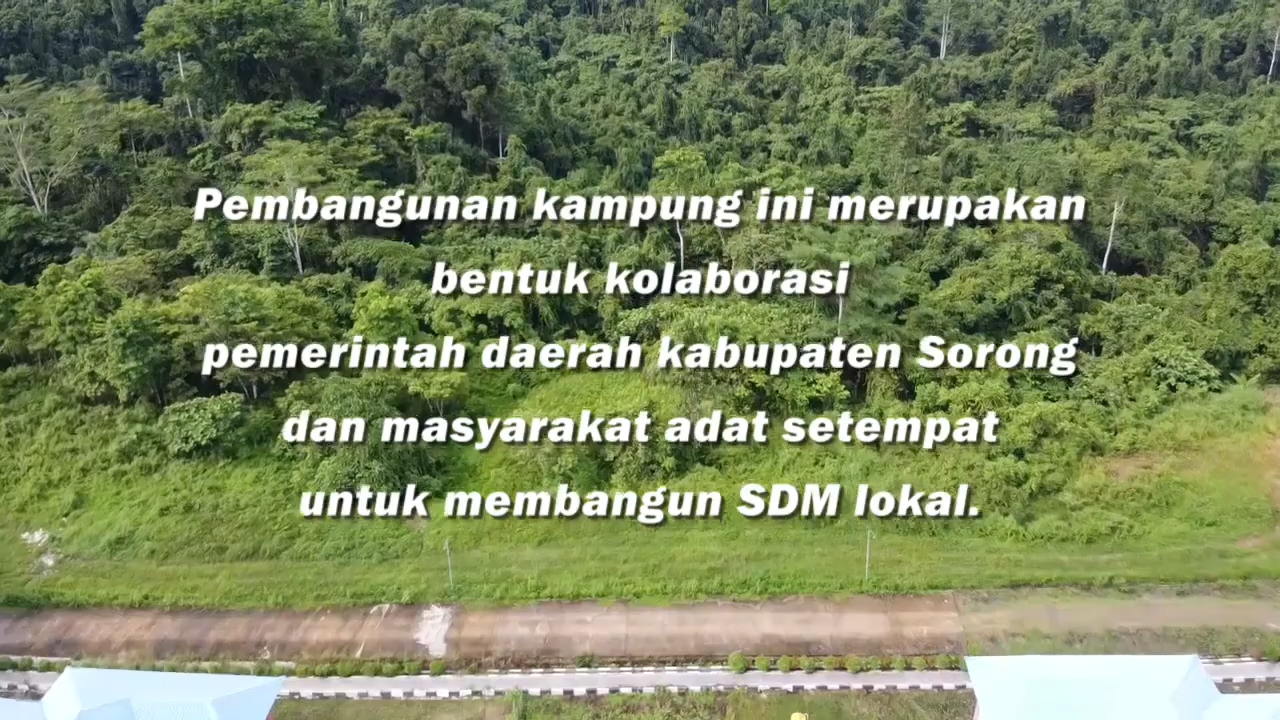 Pembangunan kampung ini merupakan
bentuk kolaborasi
pemerintah daerah kabupaten Sorong
dan masyarakat adat setempat
untuk membangun SDM lokal.